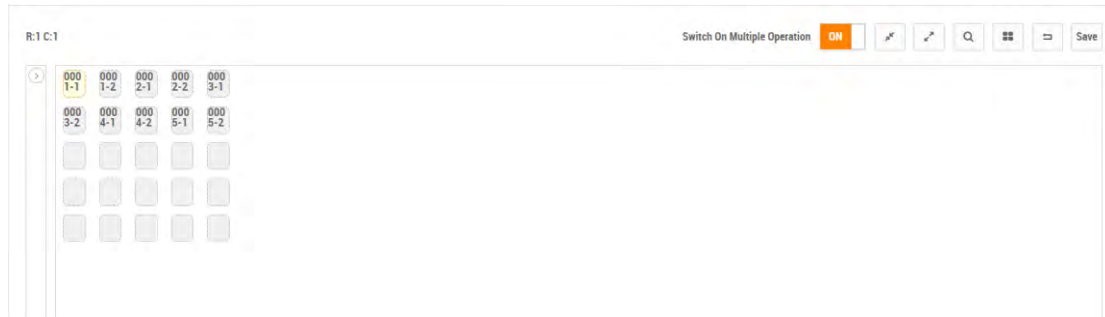 R:1 C:1
Switch On Multiple Operation ON Save
000 000 000 000 000
1-1 1-2 2-1 2-2 3-1
000 000 000 000 000
3-2 4-1 4-2 5-1 5-2